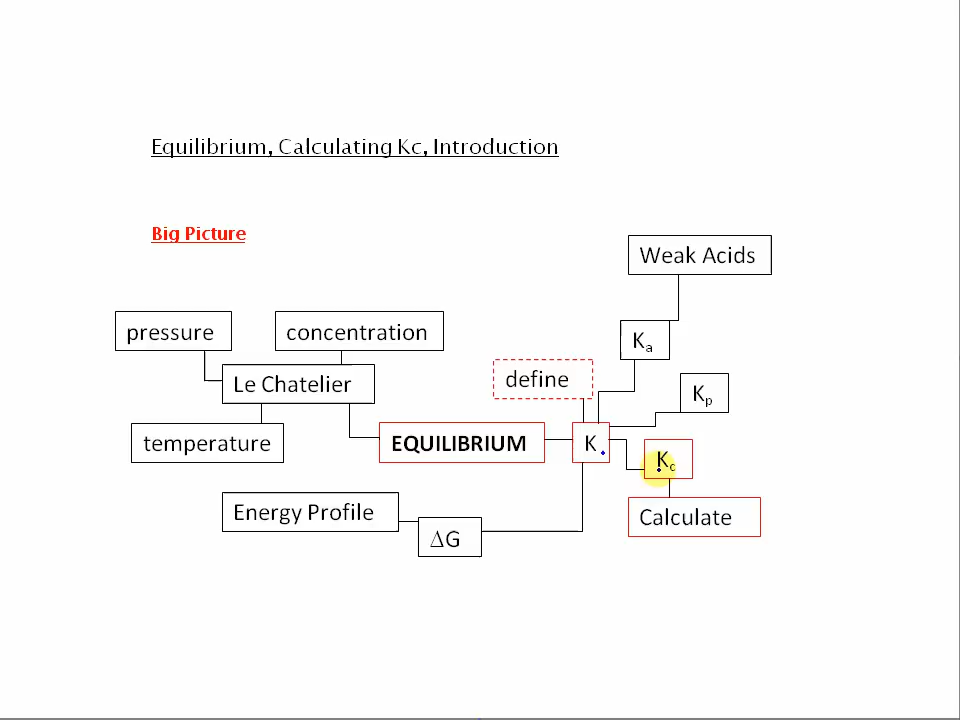 Equilibrium, Calculating Kc, Introduction
Big Picture
Weak Acids
pressure
concentration
Ka
Le Chatelier
define
Kp
temperature
EQUILIBRIUM
K
Kc
Energy Profile
ΔG
Calculate